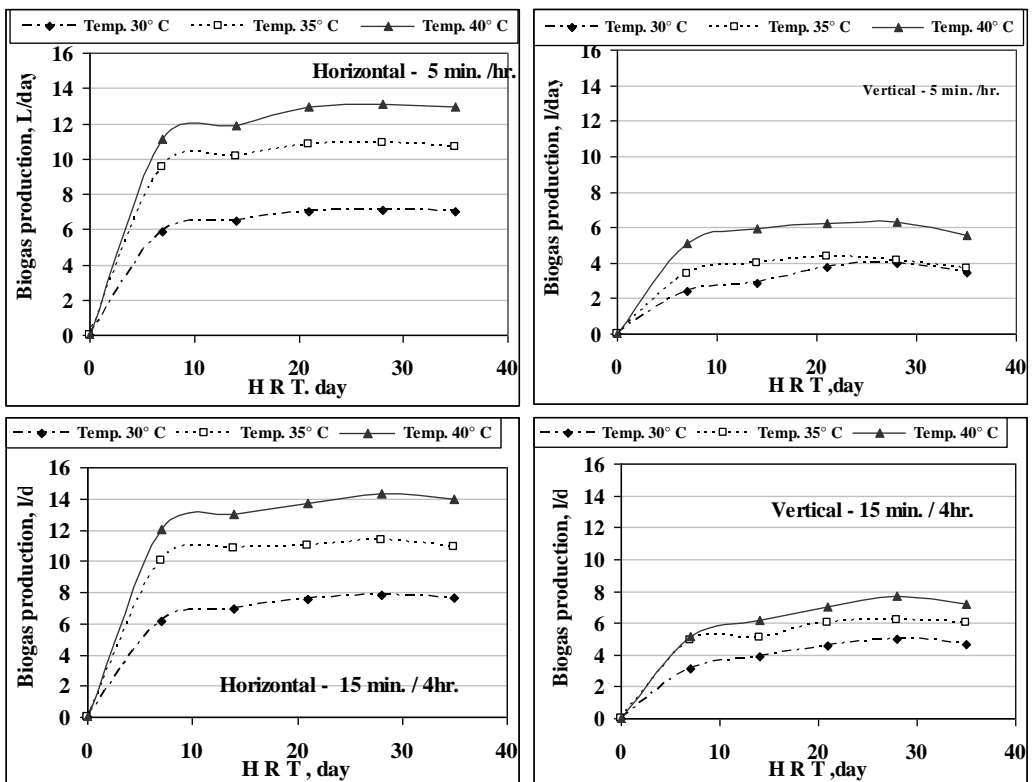 Temp. 30° C Temp. 35° C Temp. 40° C
Horizontal - 5 min. /hr.
Biogas production, L/day
16
14
12
10
8
6
4
2
0
0 10 20 30 40
H R T. day
Temp. 30° C Temp. 35° C Temp. 40° C
Vertical - 5 min. /hr.
Biogas production, l/day
16
14
12
10
8
6
4
2
0
0 10 20 30 40
H R T ,day
Temp. 30° C Temp. 35° C Temp. 40° C
Biogas production, l/d
16
14
12
10
8
6
4
2
0
Horizontal - 15 min. / 4hr.
0 10 20 30 40
H R T , day
Temp. 30° C Temp. 35° C Temp. 40° C
Vertical - 15 min. / 4hr.
Biogas production, l/d
16
14
12
10
8
6
4
2
0
0 10 20 30 40
H R T , day